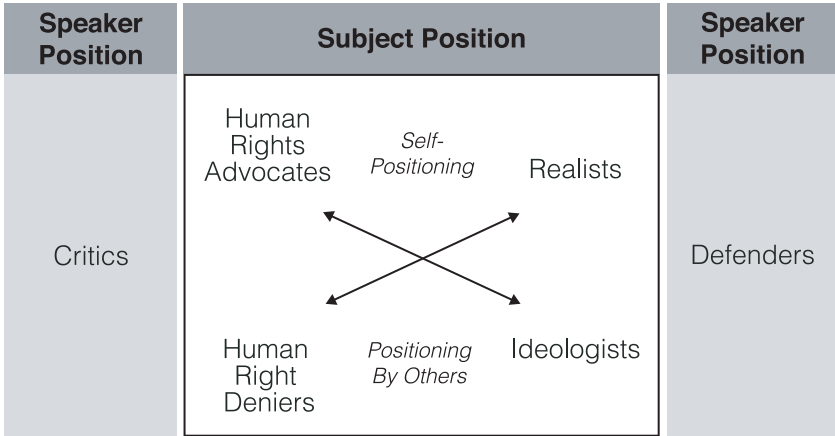 Speaker
Position
Subject Position
Speaker
Position
Critics
Human
Rights
Advocates
Self-
Positioning
Realists
Human
Right
Deniers
Positioning
By Others
Ideologists
Defenders